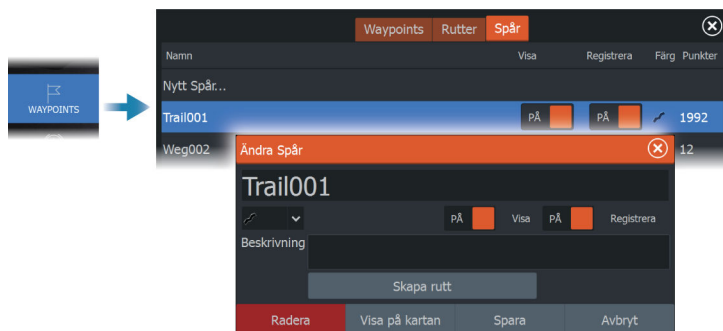 Waypoints Rutter Spår
Namn Visa Registrera Färg Punkter
Nytt Spår...
WAYPOINTS
Trail001 PÅ PÅ 1992
Weg002 12
Ändra Spår
Trail001
PÅ Visa PÅ Registrera
Beskrivning
Skapa rutt
Radera Visa på kartan Spara Avbryt